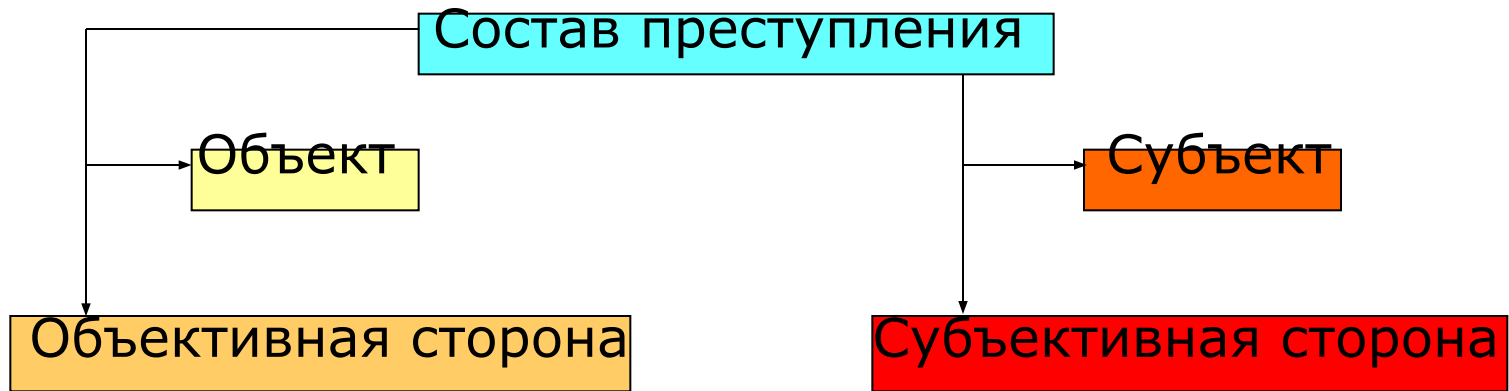 Состав преступления
Объект
Субъект
Объективная сторона
Субъективная сторона